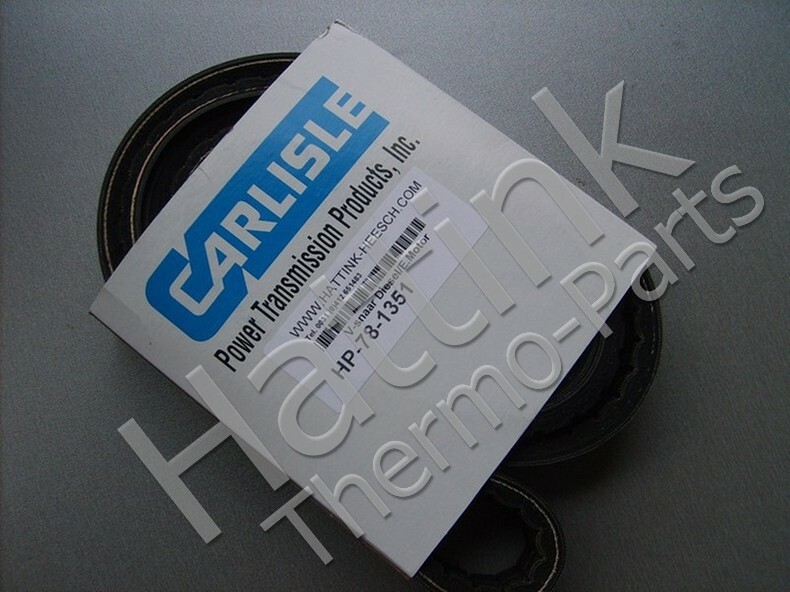 CARLISLE
Power Transmission Products, Inc.
WWW.HATTINK-HEESCH.COM
V-Snaar Diesel/E.Motor
HP-78-1351
Hattink
Thermo-Parts